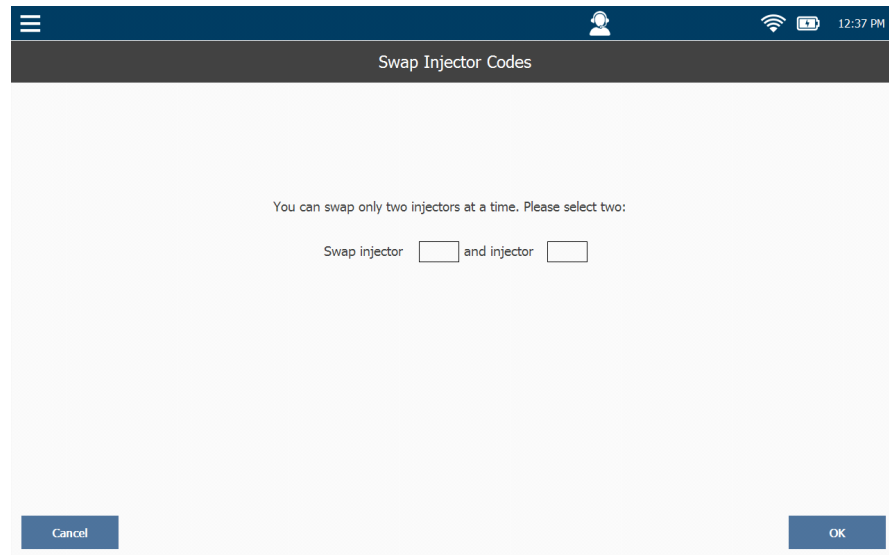 12:37 PM
Swap Injector Codes
You can swap only two injectors at a time. Please select two:
Swap injector and injector
Cancel
OK